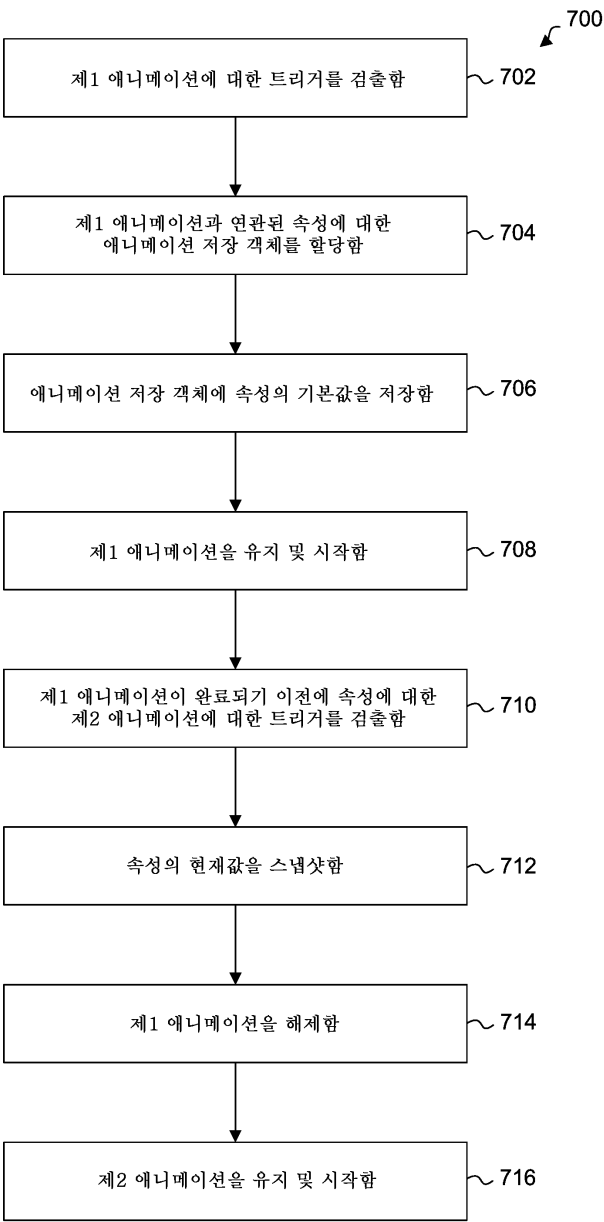 700
제1 애니메이션에 대한 트리거를 검출함
702
제1 애니메이션과 연관된 속성에 대한
애니메이션 저장 객체를 할당함
704
애니메이션 저장 객체에 속성의 기본값을 저장함
706
제1 애니메이션을 유지 및 시작함
708
제1 애니메이션이 완료되기 이전에 속성에 대한
제2 애니메이션에 대한 트리거를 검출함
710
속성의 현재값을 스냅샷함
712
제1 애니메이션을 해제함
714
제2 애니메이션을 유지 및 시작함
716